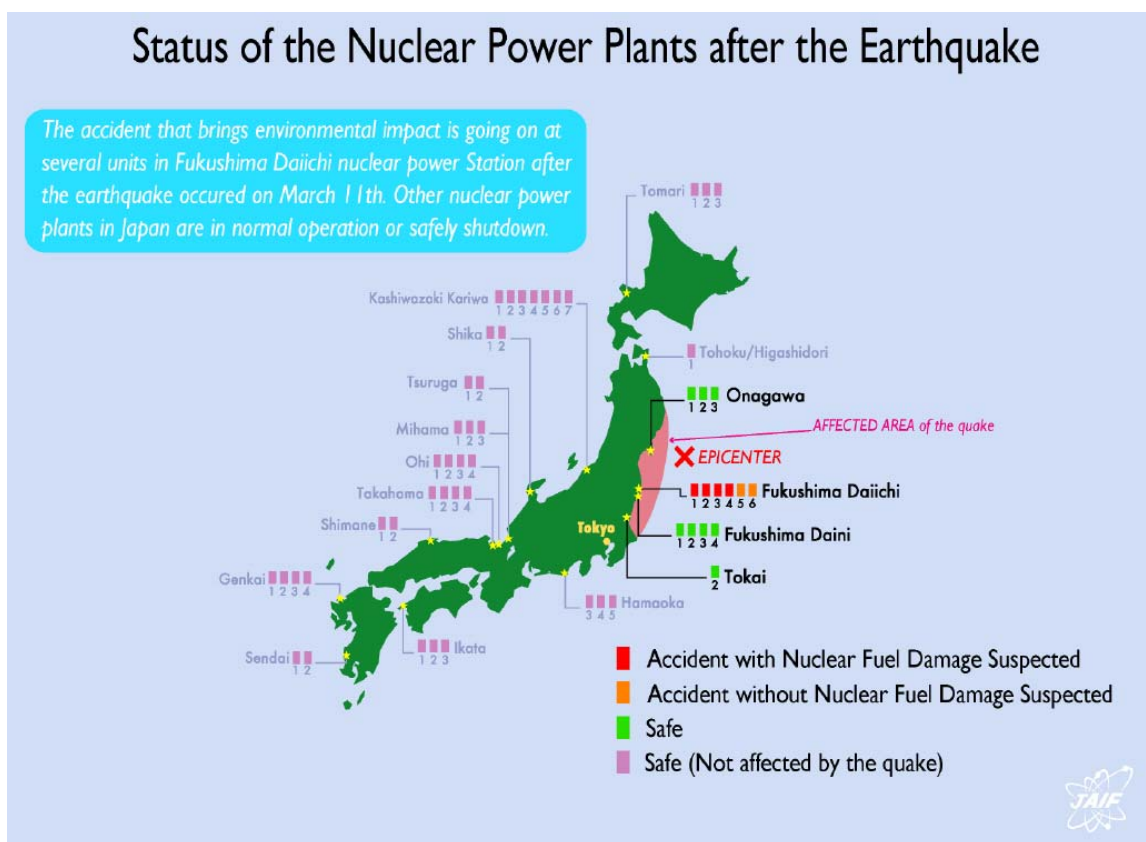 Status of the Nuclear Power Plants after the Earthquake
The accident that brings environmental impact is going on at
several units in Fukushima Daiichi nuclear power Station after
the earthquake occured on March 11th. Other nuclear power
plants in Japan are in normal operation or safely shutdown.
Tomari
1 2 3
Kashiwazaki Kariwa
1 2 3 4 5 6 7
Shika
1 2
Tohoku/Higashidori
1
Tsuruga
1 2
Onagawa
1 2 3
AFFECTED AREA of the quake
Mihama
1 2 3
EPICENTER
Ohi
1 2 3 4
Takahama
1 2 3 4
Fukushima Daiichi
1 2 3 4 5 6
Shimane
1 2
Tokyo
Fukushima Daini
1 2 3 4
Genkai
1 2 3 4
Tokai
2
Hamaoka
3 4 5
Ikata
1 2 3
Sendai
1 2
Accident with Nuclear Fuel Damage Suspected
Accident without Nuclear Fuel Damage Suspected
Safe
Safe (Not affected by the quake)
JAIF